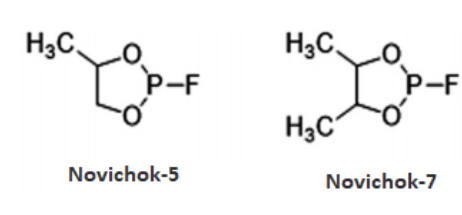 H₃C O P–F O
Novichok-5
H₃C O P–F H₃C O
Novichok-7